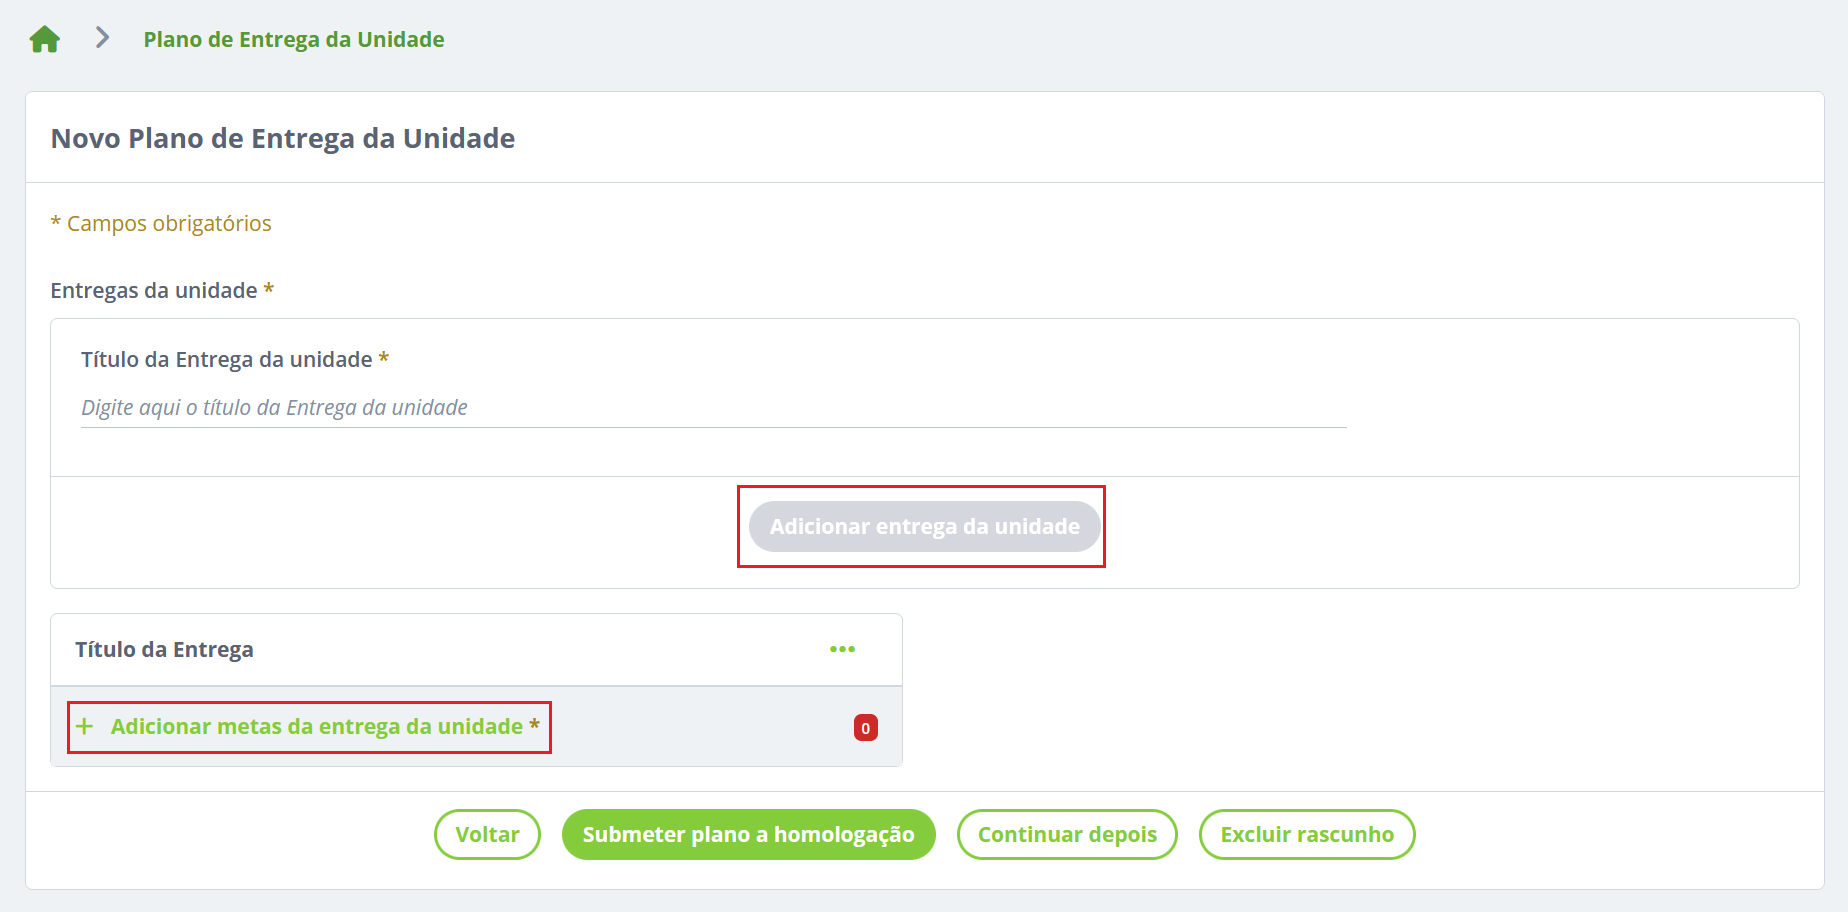 Plano de Entrega da Unidade
Novo Plano de Entrega da Unidade
* Campos obrigatórios
Entregas da unidade *
Título da Entrega da unidade *
Digite aqui o título da Entrega da unidade
Adicionar entrega da unidade
Título da Entrega
+ Adicionar metas da entrega da unidade *
0
Voltar
Submeter plano a homologação
Continuar depois
Excluir rascunho